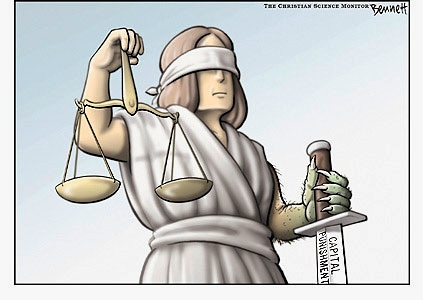 THE CHRISTIAN SCIENCE MONITOR Bennett
CAPITAL
PUNISHMENT